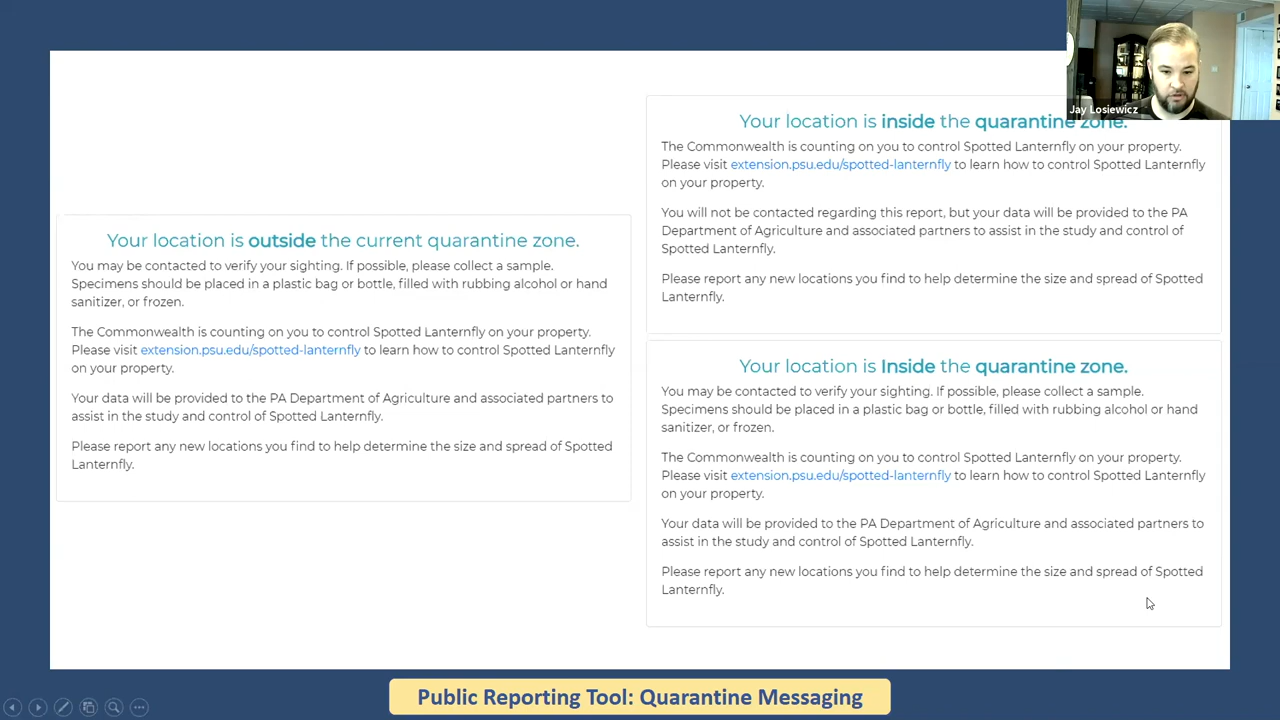 Jay Losiewicz
Your location is outside the current quarantine zone.
You may be contacted to verify your sighting. If possible, please collect a sample.
Specimens should be placed in a plastic bag or bottle, filled with rubbing alcohol or hand
sanitizer, or frozen.
The Commonwealth is counting on you to control Spotted Lanternfly on your property.
Please visit extension.psu.edu/spotted-lanternfly to learn how to control Spotted Lanternfly
on your property.
Your data will be provided to the PA Department of Agriculture and associated partners to
assist in the study and control of Spotted Lanternfly.
Please report any new locations you find to help determine the size and spread of Spotted
Lanternfly.
Your location is inside the quarantine zone.
The Commonwealth is counting on you to control Spotted Lanternfly on your property.
Please visit extension.psu.edu/spotted-lanternfly to learn how to control Spotted Lanternfly
on your property.
You will not be contacted regarding this report, but your data will be provided to the PA
Department of Agriculture and associated partners to assist in the study and control of
Spotted Lanternfly.
Please report any new locations you find to help determine the size and spread of Spotted
Lanternfly.
Your location is Inside the quarantine zone.
You may be contacted to verify your sighting. If possible, please collect a sample.
Specimens should be placed in a plastic bag or bottle, filled with rubbing alcohol or hand
sanitizer, or frozen.
The Commonwealth is counting on you to control Spotted Lanternfly on your property.
Please visit extension.psu.edu/spotted-lanternfly to learn how to control Spotted Lanternfly
on your property.
Your data will be provided to the PA Department of Agriculture and associated partners to
assist in the study and control of Spotted Lanternfly.
Please report any new locations you find to help determine the size and spread of Spotted
Lanternfly.
Public Reporting Tool: Quarantine Messaging